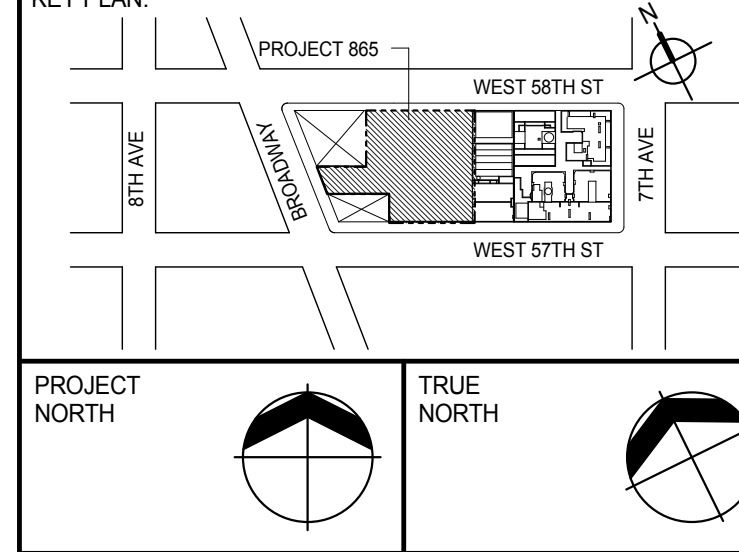 KEY PLAN:
N
PROJECT 865
WEST 58TH ST
8TH AVE
BROADWAY
7TH AVE
WEST 57TH ST
PROJECT
NORTH
TRUE
NORTH